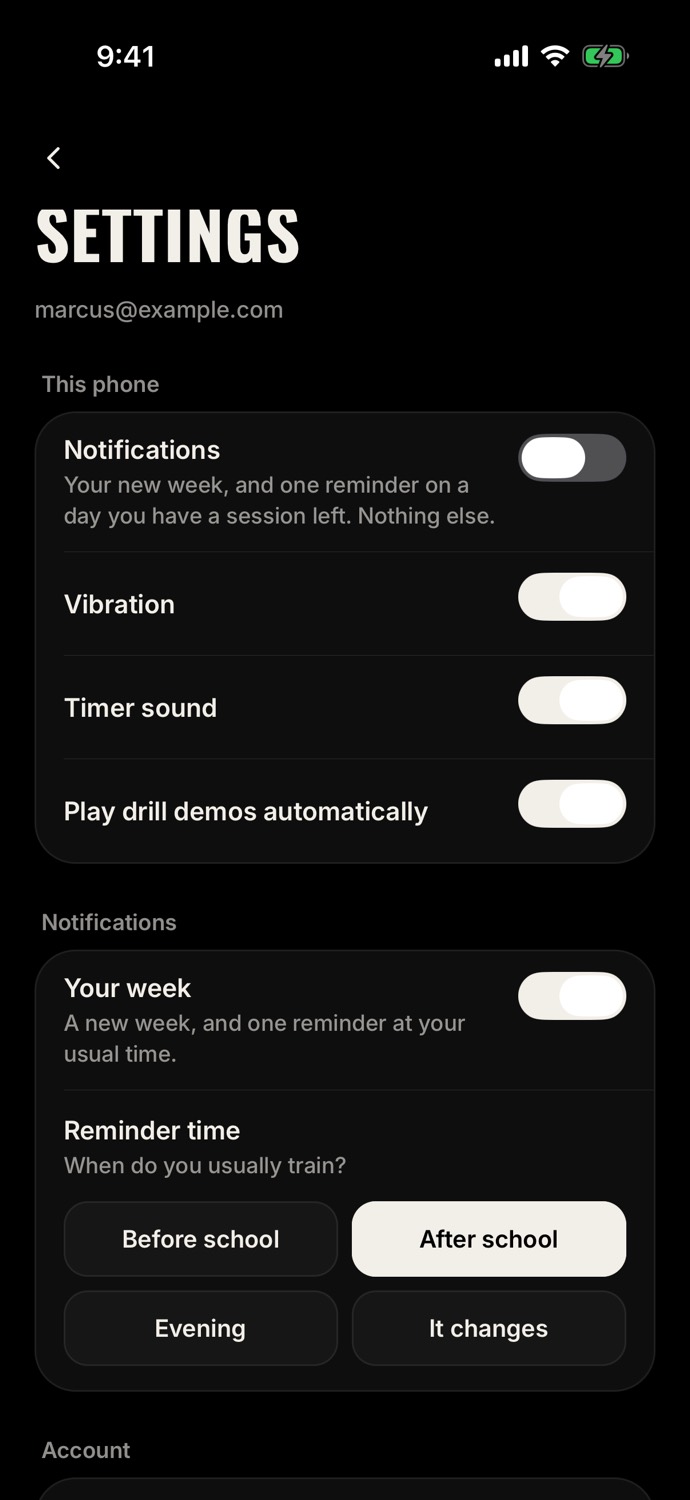 9:41
SETTINGS
marcus@example.com
This phone
Notifications
Your new week, and one reminder on a
day you have a session left. Nothing else.
Vibration
Timer sound
Play drill demos automatically
Notifications
Your week
A new week, and one reminder at your
usual time.
Reminder time
When do you usually train?
Before school
After school
Evening
It changes
Account